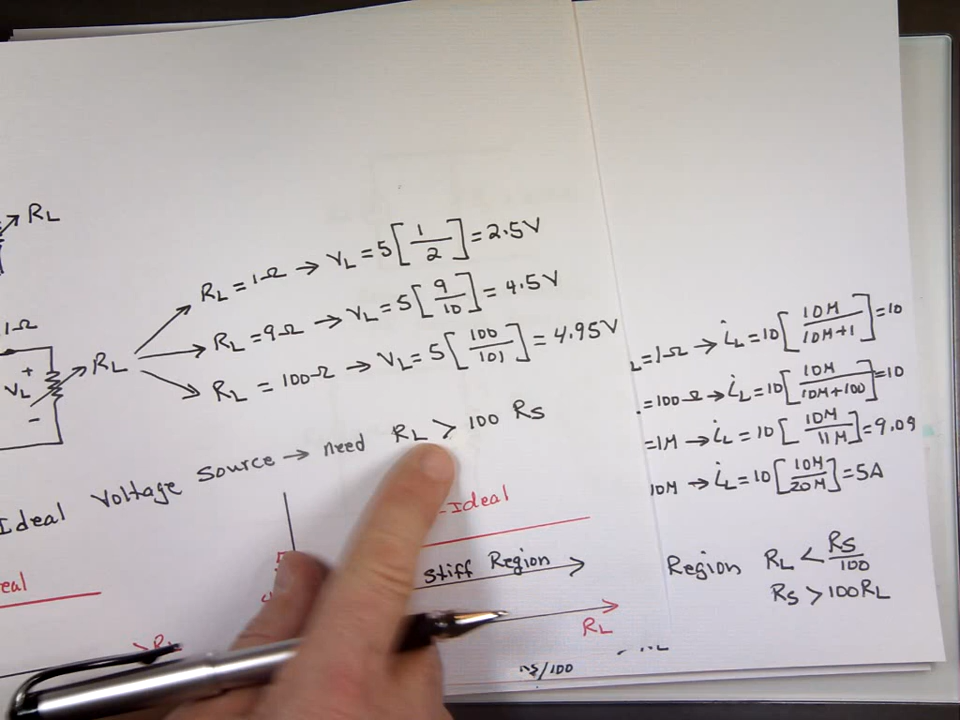 RL
RL = 1Ω → VL = 5[1/2] = 2.5V
1Ω
RL = 9Ω → VL = 5[9/10] = 4.5V
+
VL
-
RL
RL = 100Ω → VL = 5[100/101] = 4.95V
Ideal Voltage Source → need RL > 100 RS
-Ideal
Stiff Region
RL
RL
L = 1Ω → iL = 10[10M/10M+1] = 10
= 100Ω → iL = 10[10M/10M+100] = 10
= 1M → iL = 10[10M/11M] = 9.09
10M → iL = 10[10M/20M] = 5A
Region RL < RS/100
RS > 100RL